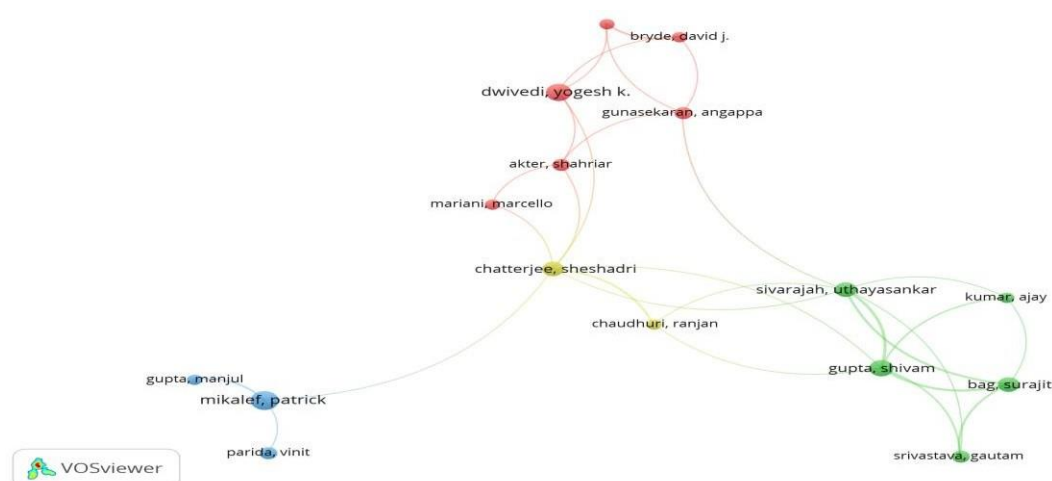 bryde, david j.
dwivedi, yogesh k.
gunasekaran, angappa
akter, shahriar
mariani, marcello
chatterjee, sheshadri
sivarajah, uthayasankar
kumar, ajay
chaudhuri, ranjan
gupta, shivam
gupta, manjul
bag, surajit
mikalef, patrick
parida, vinit
srivastava, gautam
VOSviewer